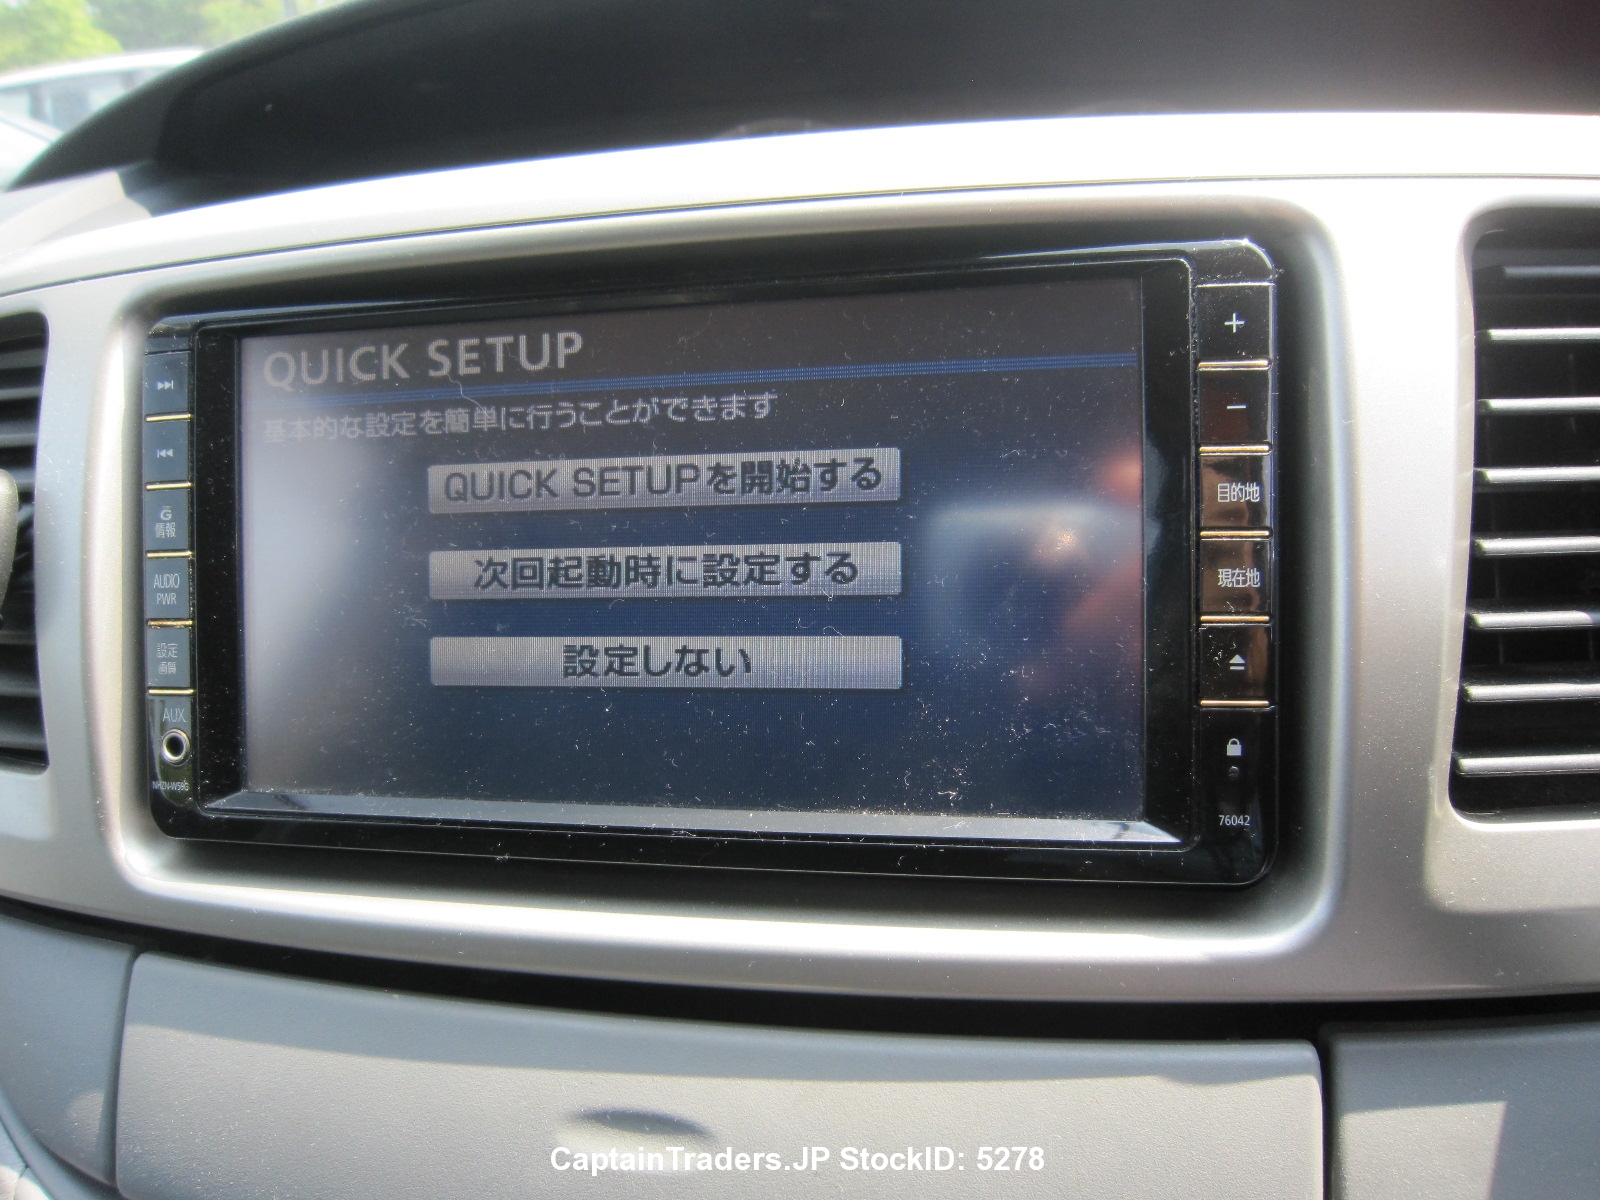 QUICK SETUP
基本的な設定を簡単に行うことができます
QUICK SETUPを開始する
次回起動時に設定する
設定しない
G
情報
AUDIO
PWR
設定
画質
AUX
NHZN-W59G
+
−
目的地
現在地
76042
CaptainTraders.JP StockID: 5278